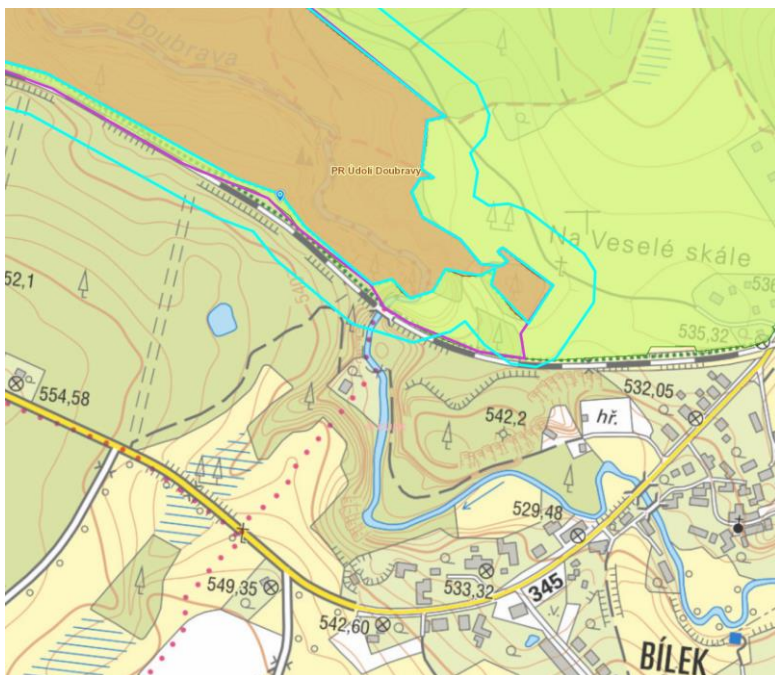 Doubrava
PR Údolí Doubravy
Na Veselé skále
52,1
536
535,32
554,58
532,05
542,2
hř.
529,48
549,35
533,32
345
542,60
v.
BÍLEK